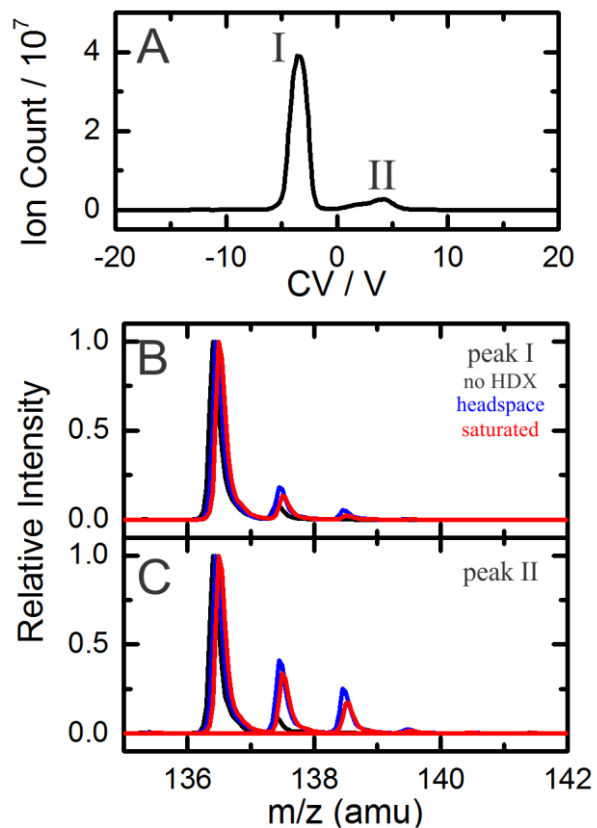 A
I
II
Ion Count / 10⁷
4
2
0
-20
-10
0
10
20
CV / V
B
peak I
no HDX
headspace
saturated
1.0
0.5
0.0
C
peak II
1.0
0.5
0.0
Relative Intensity
136
138
140
142
m/z (amu)